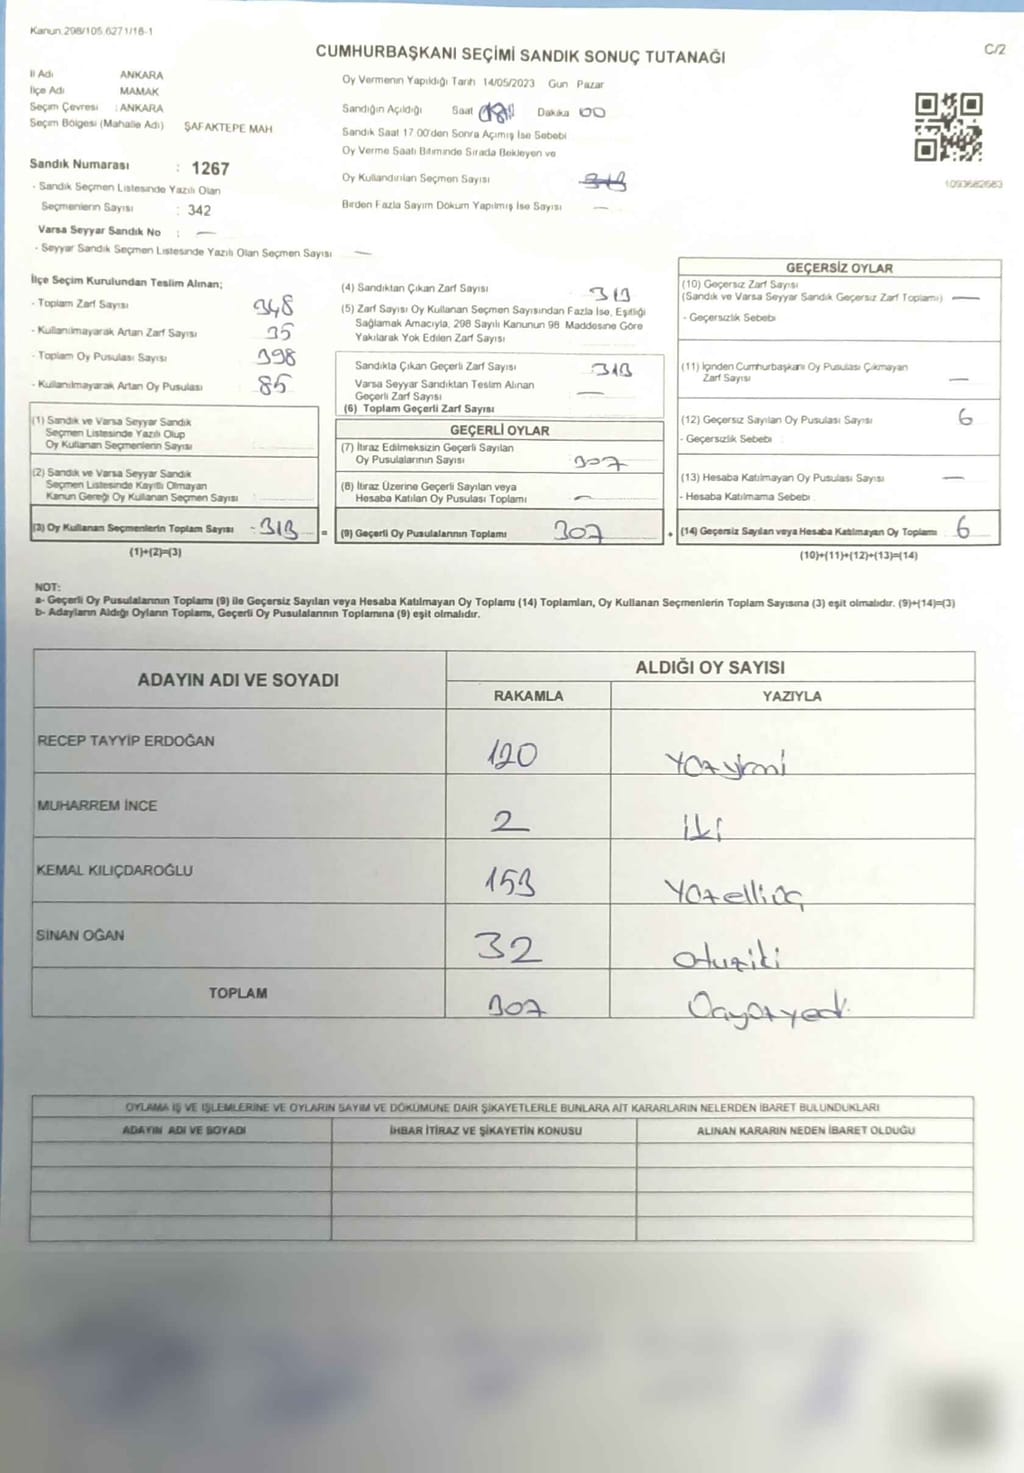 Kanun.298/105.6271/18-1
CUMHURBAŞKANI SEÇİMİ SANDIK SONUÇ TUTANAĞI
C/2
İl Adı ANKARA
İlçe Adı MAMAK
Seçim Çevresi : ANKARA
Seçim Bölgesi (Mahalle Adı) ŞAFAKTEPE MAH
Sandık Numarası : 1267
- Sandık Seçmen Listesinde Yazılı Olan
Seçmenlerin Sayısı : 342
Varsa Seyyar Sandık No : —
- Seyyar Sandık Seçmen Listesinde Yazılı Olan Seçmen Sayısı —
Oy Vermenin Yapıldığı Tarih 14/05/2023 Gün Pazar
Sandığın Açıldığı Saat Dakika 00
Sandık Saat 17:00'den Sonra Açımış İse Sebebi
Oy Verme Saati Bitiminde Sırada Bekleyen ve
Oy Kullandırılan Seçmen Sayısı 313
Birden Fazla Sayım Döküm Yapılmış İse Sayısı —
1093682683
İlçe Seçim Kurulundan Teslim Alınan;
- Toplam Zarf Sayısı 348
- Kullanılmayarak Artan Zarf Sayısı 35
- Toplam Oy Pusulası Sayısı 398
- Kullanılmayarak Artan Oy Pusulası 85
(1) Sandık ve Varsa Seyyar Sandık
Seçmen Listesinde Yazılı Olup
Oy Kullanan Seçmenlerin Sayısı
(2) Sandık ve Varsa Seyyar Sandık
Seçmen Listesinde Kayıtlı Olmayan
Kanun Gereği Oy Kullanan Seçmen Sayısı
(3) Oy Kullanan Seçmenlerin Toplam Sayısı 313 =
(1)+(2)=(3)
(4) Sandıktan Çıkan Zarf Sayısı 313
(5) Zarf Sayısı Oy Kullanan Seçmen Sayısından Fazla İse, Eşitliği
Sağlamak Amacıyla, 298 Sayılı Kanunun 98 Maddesine Göre
Yakılarak Yok Edilen Zarf Sayısı
Sandıkta Çıkan Geçerli Zarf Sayısı 313
Varsa Seyyar Sandıktan Teslim Alınan
Geçerli Zarf Sayısı —
(6) Toplam Geçerli Zarf Sayısı
GEÇERLİ OYLAR
(7) İtiraz Edilmeksizin Geçerli Sayılan
Oy Pusulalarının Sayısı 307
(8) İtiraz Üzerine Geçerli Sayılan veya
Hesaba Katılan Oy Pusulası Toplamı —
(9) Geçerli Oy Pusulalarının Toplamı 307 +
GEÇERSİZ OYLAR
(10) Geçersiz Zarf Sayısı
(Sandık ve Varsa Seyyar Sandık Geçersiz Zarf Toplamı) —
- Geçersizlik Sebebi
(11) İçinden Cumhurbaşkanı Oy Pusulası Çıkmayan
Zarf Sayısı —
(12) Geçersiz Sayılan Oy Pusulası Sayısı 6
- Geçersizlik Sebebi
(13) Hesaba Katılmayan Oy Pusulası Sayısı —
- Hesaba Katılmama Sebebi
(14) Geçersiz Sayılan veya Hesaba Katılmayan Oy Toplamı 6
(10)+(11)+(12)+(13)=(14)
NOT:
a- Geçerli Oy Pusulalarının Toplamı (9) ile Geçersiz Sayılan veya Hesaba Katılmayan Oy Toplamı (14) Toplamları, Oy Kullanan Seçmenlerin Toplam Sayısına (3) eşit olmalıdır. (9)+(14)=(3)
b- Adayların Aldığı Oyların Toplamı, Geçerli Oy Pusulalarının Toplamına (9) eşit olmalıdır.
ADAYIN ADI VE SOYADI ALDIĞI OY SAYISI
RAKAMLA YAZIYLA
RECEP TAYYİP ERDOĞAN 120 Yüzyirmi
MUHARREM İNCE 2 iki
KEMAL KILIÇDAROĞLU 153 Yüzelliüç
SİNAN OĞAN 32 otuziki
TOPLAM 307 Üçyüzyedi
OYLAMA İŞ VE İŞLEMLERİNE VE OYLARIN SAYIM VE DÖKÜMÜNE DAİR ŞİKAYETLERLE BUNLARA AİT KARARLARIN NELERDEN İBARET BULUNDUKLARI
ADAYIN ADI VE SOYADI İHBAR İTİRAZ VE ŞİKAYETİN KONUSU ALINAN KARARIN NEDEN İBARET OLDUĞU